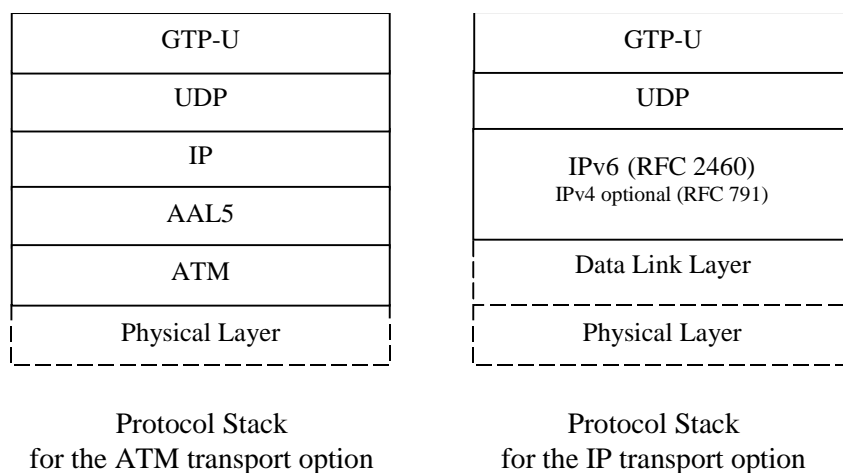 GTP-U
UDP
IP
AAL5
ATM
Physical Layer
Protocol Stack
for the ATM transport option
GTP-U
UDP
IPv6 (RFC 2460)
IPv4 optional (RFC 791)
Data Link Layer
Physical Layer
Protocol Stack
for the IP transport option